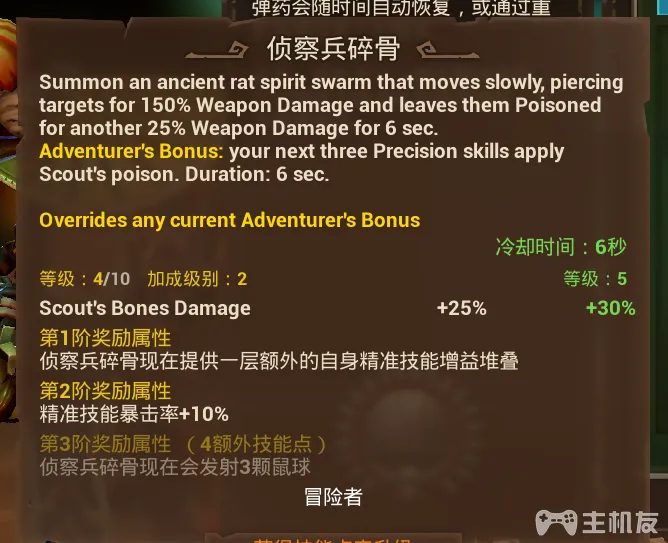 弹药会随时间自动恢复，或通过重
侦察兵碎骨
Summon an ancient rat spirit swarm that moves slowly, piercing
targets for 150% Weapon Damage and leaves them Poisoned
for another 25% Weapon Damage for 6 sec.
Adventurer's Bonus: your next three Precision skills apply
Scout's poison. Duration: 6 sec.
Overrides any current Adventurer's Bonus
冷却时间：6秒
等级：4/10 加成级别：2 等级：5
Scout's Bones Damage +25% +30%
第1阶奖励属性
侦察兵碎骨现在提供一层额外的自身精准技能增益堆叠
第2阶奖励属性
精准技能暴击率+10%
第3阶奖励属性 （4额外技能点）
侦察兵碎骨现在会发射3颗鼠球
冒险者
主机友